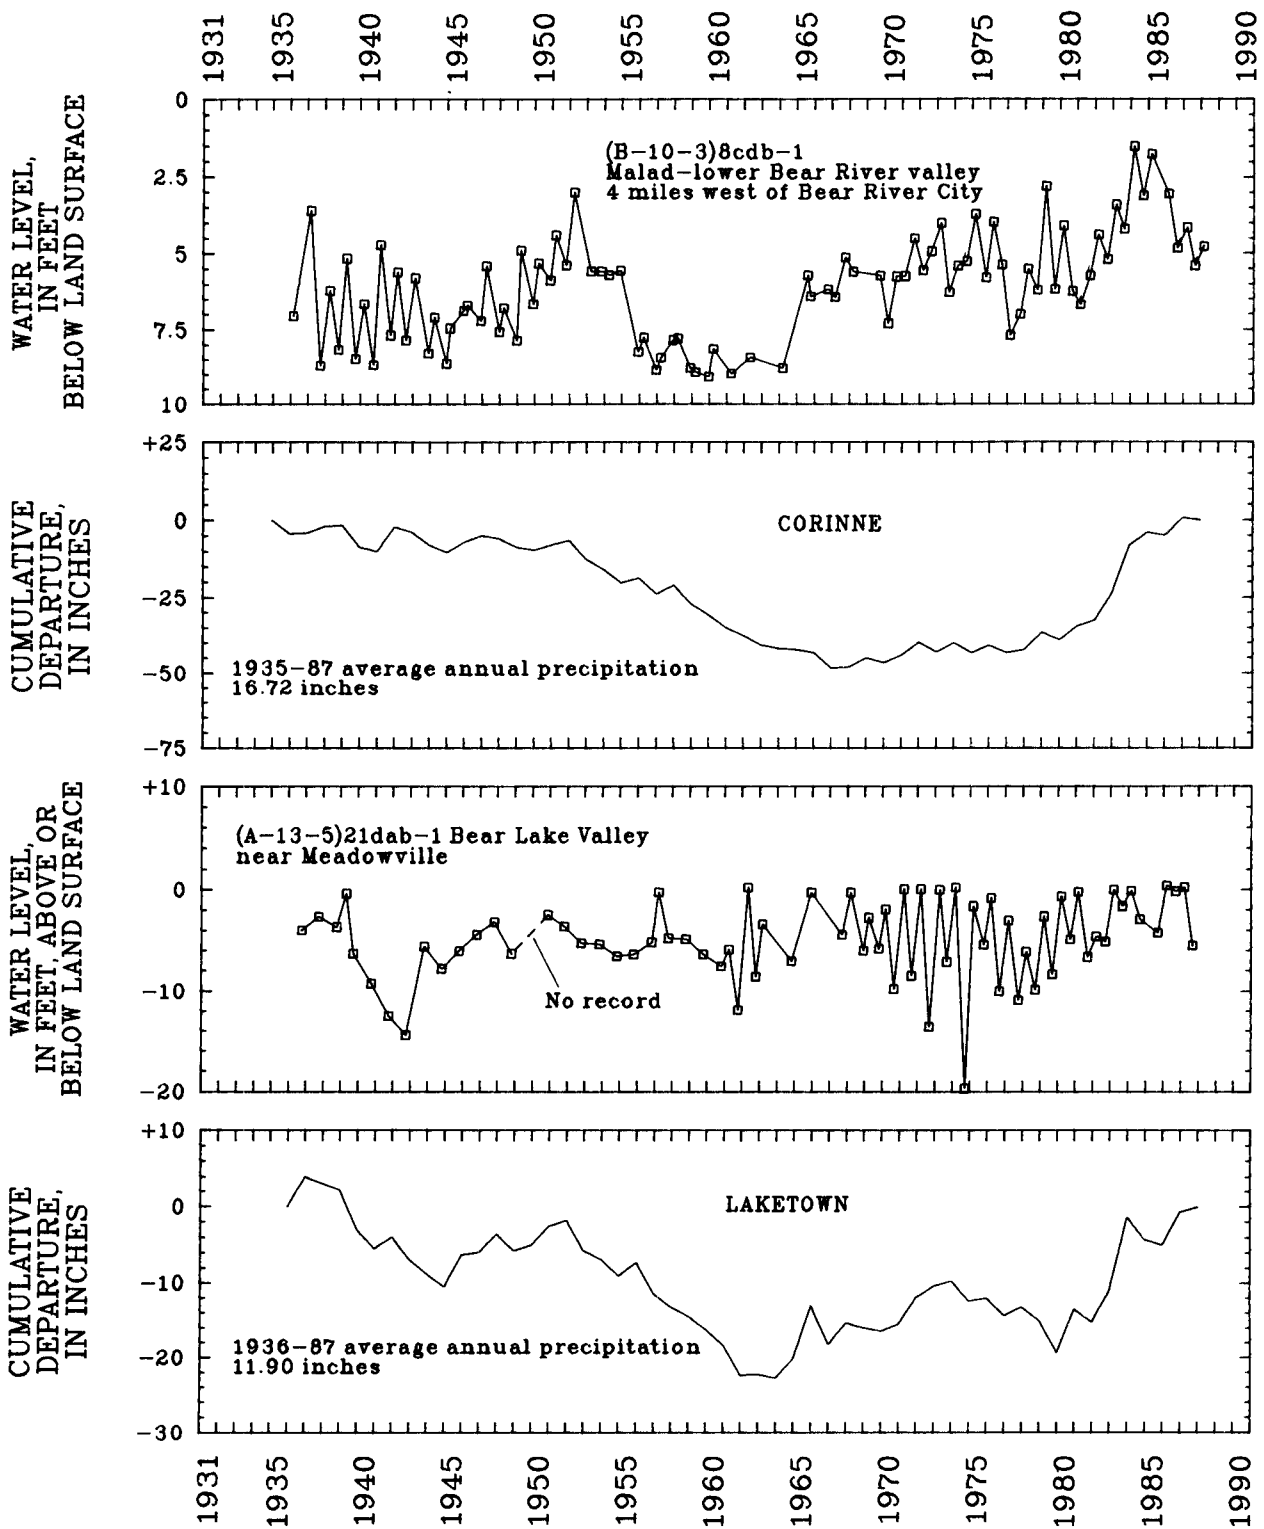 1931 1935 1940 1945 1950 1955 1960 1965 1970 1975 1980 1985 1990
WATER LEVEL,
IN FEET
BELOW LAND SURFACE
0
2.5
5
7.5
10
(B-10-3)8cdb-1
Malad-lower Bear River valley
4 miles west of Bear River City
CUMULATIVE
DEPARTURE,
IN INCHES
+25
0
-25
-50
-75
CORINNE
1935-87 average annual precipitation
16.72 inches
WATER LEVEL,
IN FEET, ABOVE OR
BELOW LAND SURFACE
+10
0
-10
-20
(A-13-5)21dab-1 Bear Lake Valley
near Meadowville
No record
CUMULATIVE
DEPARTURE,
IN INCHES
+10
0
-10
-20
-30
LAKETOWN
1936-87 average annual precipitation
11.90 inches
1931 1935 1940 1945 1950 1955 1960 1965 1970 1975 1980 1985 1990